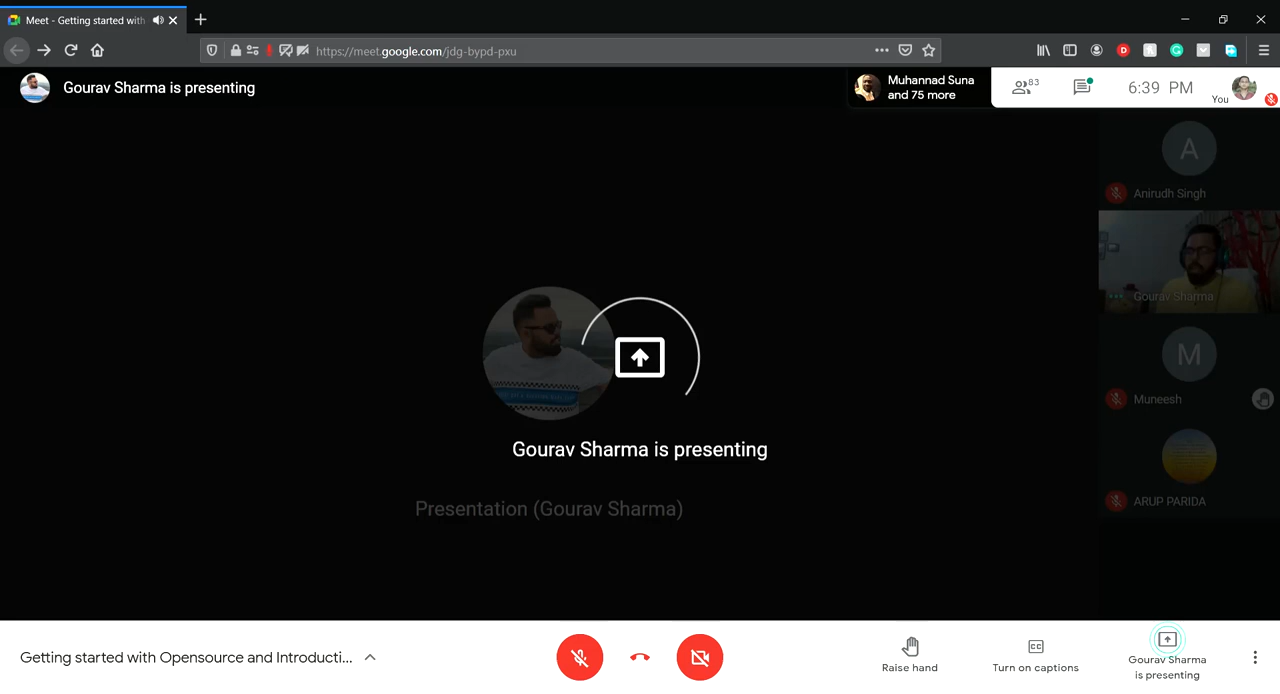 Meet - Getting started with
https://meet.google.com/jdg-bypd-pxu
Gourav Sharma is presenting
Muhannad Suna
and 75 more
83
6:39 PM
You
A
Anirudh Singh
Gourav Sharma
M
Muneesh
ARUP PARIDA
Gourav Sharma is presenting
Presentation (Gourav Sharma)
Getting started with Opensource and Introducti...
Raise hand
CC
Turn on captions
Gourav Sharma
is presenting